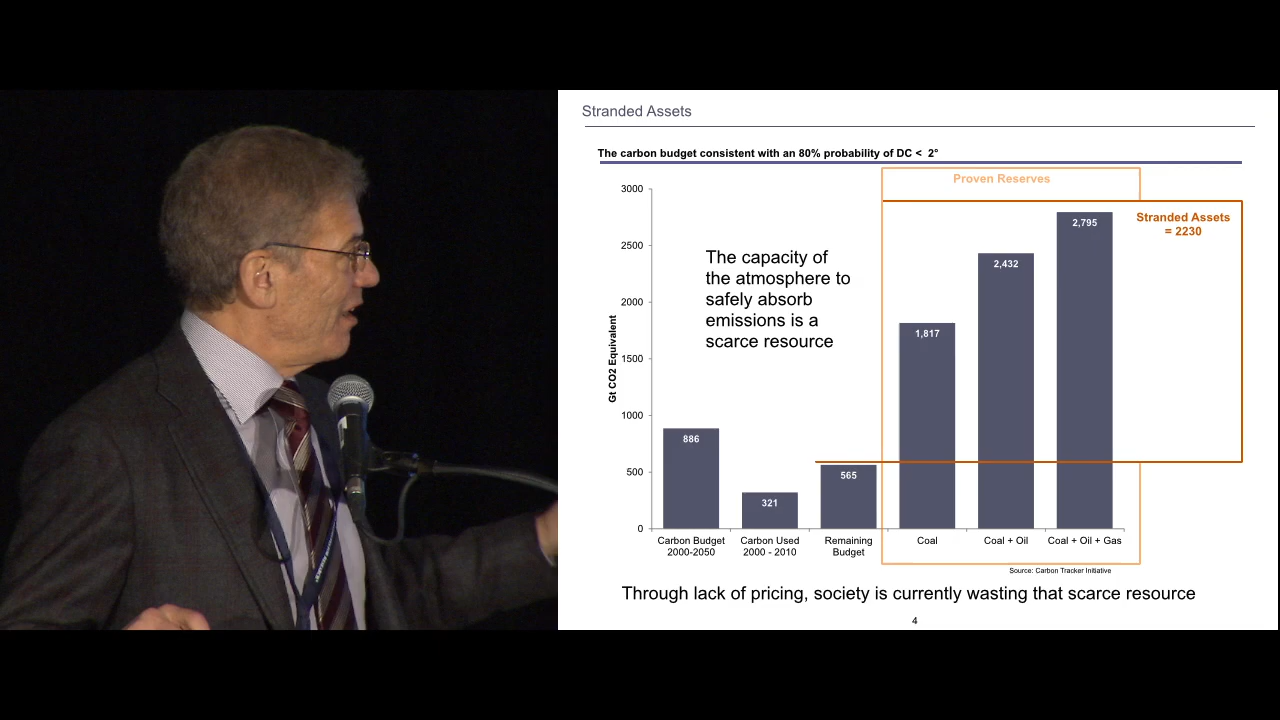 Stranded Assets
The carbon budget consistent with an 80% probability of DC < 2°
Proven Reserves
Stranded Assets
= 2230
3000
2500
2000
1500
1000
500
0
Gt CO2 Equivalent
The capacity of
the atmosphere to
safely absorb
emissions is a
scarce resource
886
321
565
1,817
2,432
2,795
Carbon Budget
2000-2050
Carbon Used
2000 - 2010
Remaining
Budget
Coal
Coal + Oil
Coal + Oil + Gas
Source: Carbon Tracker Initiative
Through lack of pricing, society is currently wasting that scarce resource
4